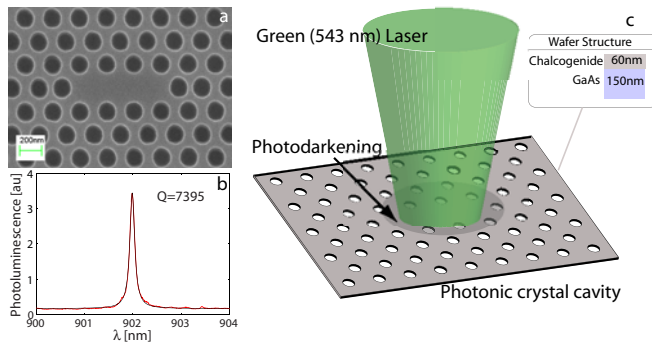 a
200nm
b
Q=7395
Photoluminescence [au]
4
3
2
1
0
900
901
902
903
904
λ [nm]
c
Green (543 nm) Laser
Wafer Structure
Chalcogenide 60nm
GaAs 150nm
Photodarkening
Photonic crystal cavity